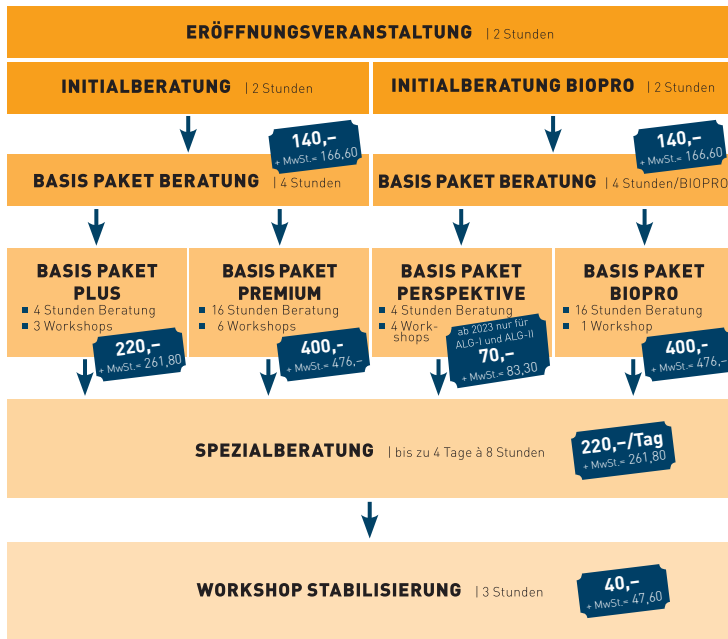 ERÖFFNUNGSVERANSTALTUNG | 2 Stunden
INITIALBERATUNG | 2 Stunden
INITIALBERATUNG BIOPRO | 2 Stunden
140,–
+ MwSt.= 166,60
140,–
+ MwSt.= 166,60
BASIS PAKET BERATUNG | 4 Stunden
BASIS PAKET BERATUNG | 4 Stunden/BIOPRO
BASIS PAKET
PLUS
■ 4 Stunden Beratung
■ 3 Workshops
220,–
+ MwSt.= 261,80
BASIS PAKET
PREMIUM
■ 16 Stunden Beratung
■ 6 Workshops
400,–
+ MwSt.= 476,–
BASIS PAKET
PERSPEKTIVE
■ 4 Stunden Beratung
■ 4 Work-
shops
ab 2023 nur für
ALG-I und ALG-II
70,–
+ MwSt.= 83,30
BASIS PAKET
BIOPRO
■ 16 Stunden Beratung
■ 1 Workshop
400,–
+ MwSt.= 476,–
SPEZIALBERATUNG | bis zu 4 Tage à 8 Stunden
220,–/Tag
+ MwSt.= 261,80
WORKSHOP STABILISIERUNG | 3 Stunden
40,–
+ MwSt.= 47,60